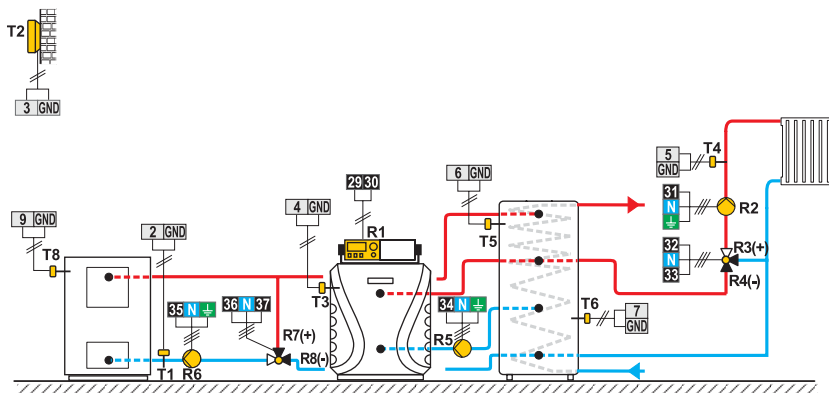 T2
3 GND
9 GND
T8
2 GND
T1
35 N
R6
36 N 37
R7(+)
R8(-)
4 GND
T3
29 30
R1
34 N
R5
6 GND
T5
T6
7
GND
5
GND
T4
31
N
R2
32
N
33
R3(+)
R4(-)